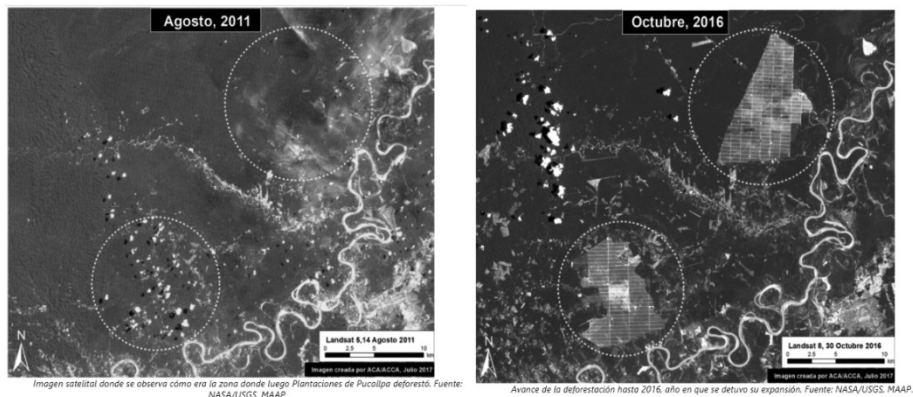 Agosto, 2011
N
Landsat 5,14 Agosto 2011
0 2.5 5 10
km
Imagen creada por ACA/ACCA, Julio 2017
Imagen satelital donde se observa cómo era la zona donde luego Plantaciones de Pucallpa deforestó. Fuente:
NASA/USGS, MAAP.
Octubre, 2016
N
Landsat 8, 30 Octubre 2016
0 2.5 5 10
km
Imagen creada por ACA/ACCA, Julio 2017
Avance de la deforestación hasta 2016, año en que se detuvo su expansión. Fuente: NASA/USGS, MAAP.